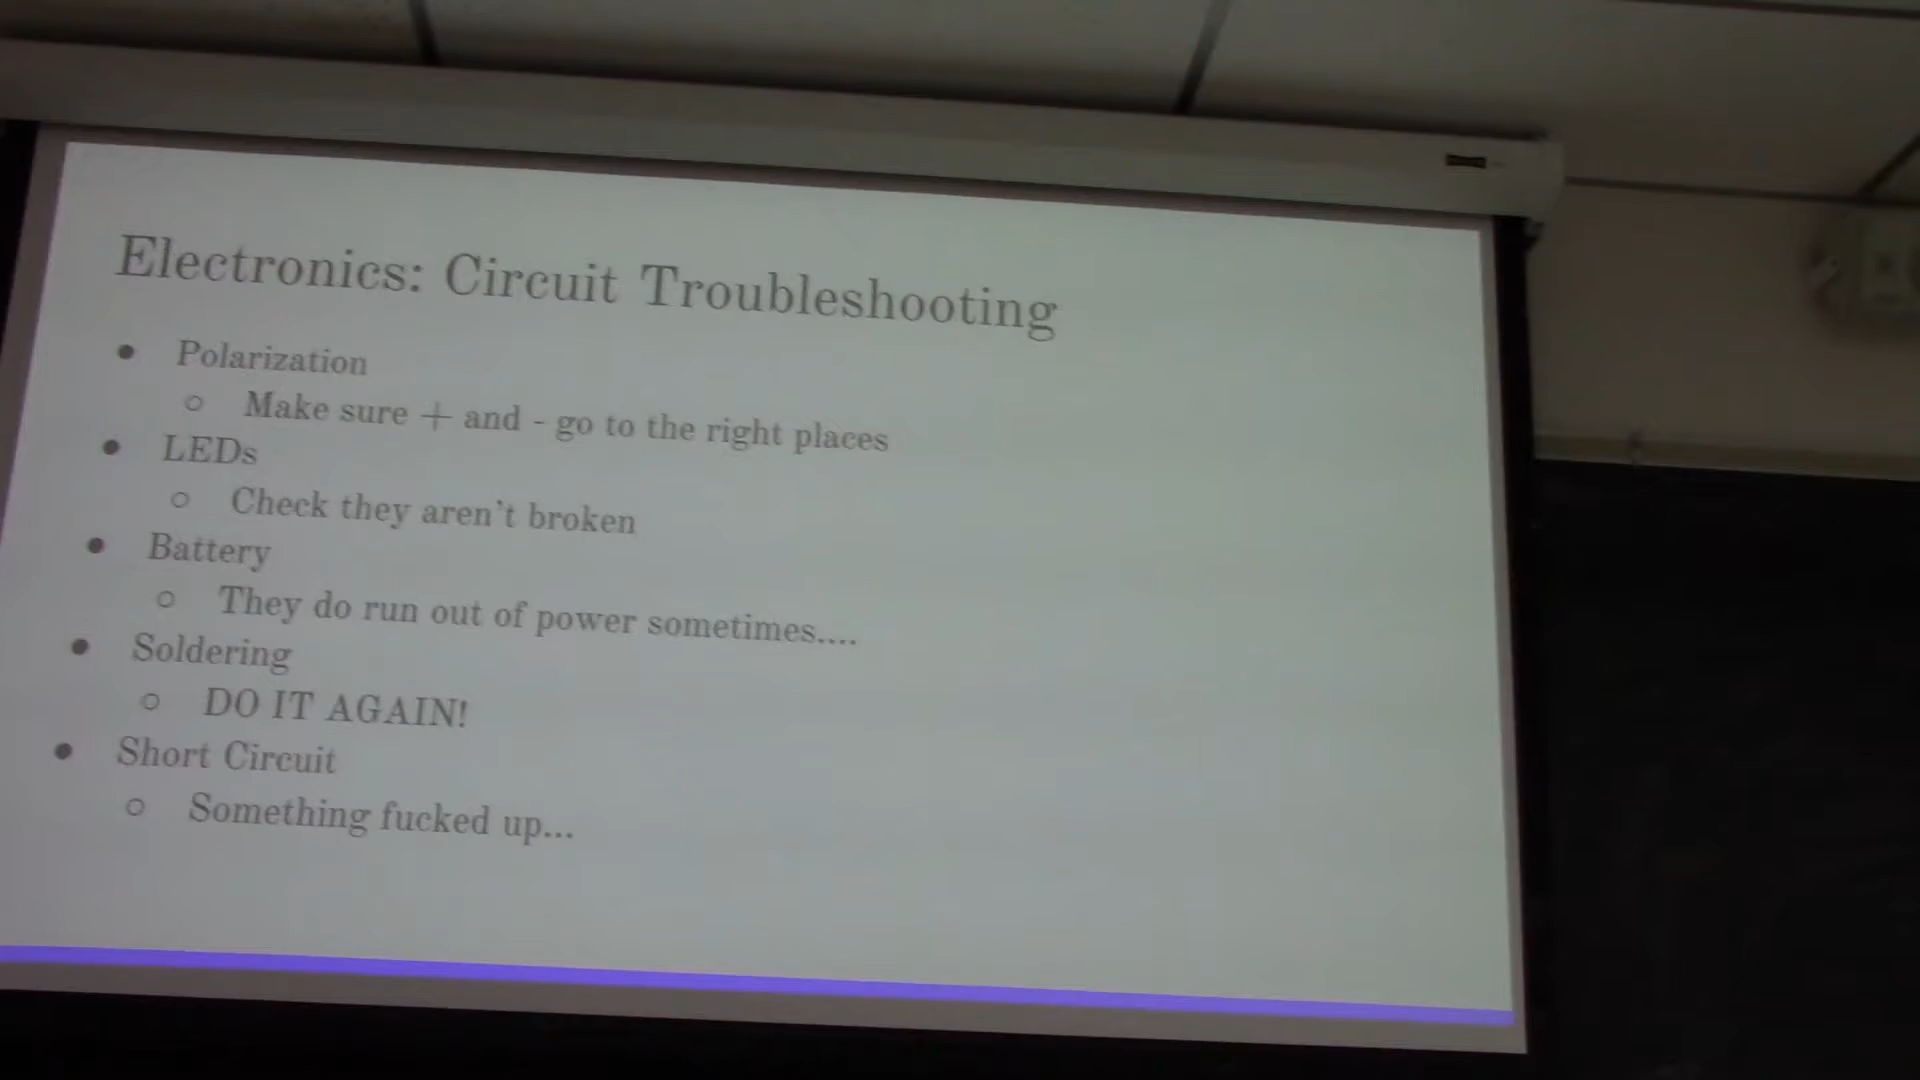 Electronics: Circuit Troubleshooting
● Polarization
○ Make sure + and - go to the right places
● LEDs
○ Check they aren't broken
● Battery
○ They do run out of power sometimes....
● Soldering
○ DO IT AGAIN!
● Short Circuit
○ Something fucked up...